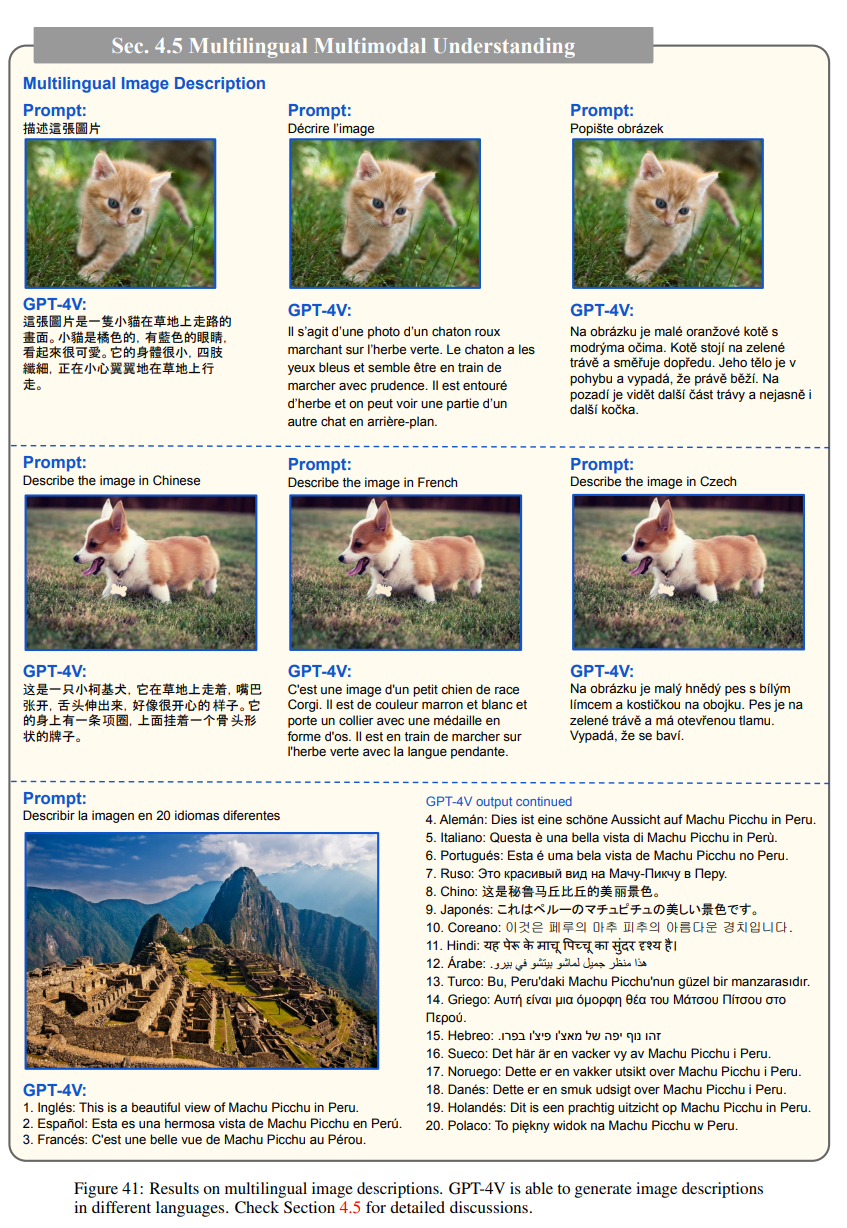 Sec. 4.5 Multilingual Multimodal Understanding
Multilingual Image Description
Prompt:
描述這張圖片
GPT-4V:
這張圖片是一隻小貓在草地上走路的
畫面。小貓是橘色的，有藍色的眼睛，
看起來很可愛。它的身體很小，四肢
纖細，正在小心翼翼地在草地上行
走。
Prompt:
Décrire l'image
GPT-4V:
Il s'agit d'une photo d'un chaton roux
marchant sur l'herbe verte. Le chaton a les
yeux bleus et semble être en train de
marcher avec prudence. Il est entouré
d'herbe et on peut voir une partie d'un
autre chat en arrière-plan.
Prompt:
Popište obrázek
GPT-4V:
Na obrázku je malé oranžové kotě s
modrýma očima. Kotě stojí na zelené
trávě a směřuje dopředu. Jeho tělo je v
pohybu a vypadá, že právě běží. Na
pozadí je vidět další část trávy a nejasně i
další kočka.
Prompt:
Describe the image in Chinese
GPT-4V:
这是一只小柯基犬，它在草地上走着，嘴巴
张开，舌头伸出来，好像很开心的样子。它
的身上有一条项圈，上面挂着一个骨头形
状的牌子。
Prompt:
Describe the image in French
GPT-4V:
C'est une image d'un petit chien de race
Corgi. Il est de couleur marron et blanc et
porte un collier avec une médaille en
forme d'os. Il est en train de marcher sur
l'herbe verte avec la langue pendante.
Prompt:
Describe the image in Czech
GPT-4V:
Na obrázku je malý hnědý pes s bílým
límcem a kostičkou na obojku. Pes je na
zelené trávě a má otevřenou tlamu.
Vypadá, že se baví.
Prompt:
Describir la imagen en 20 idiomas diferentes
GPT-4V:
1. Inglés: This is a beautiful view of Machu Picchu in Peru.
2. Español: Esta es una hermosa vista de Machu Picchu en Perú.
3. Francés: C'est une belle vue de Machu Picchu au Pérou.
GPT-4V output continued
4. Alemán: Dies ist eine schöne Aussicht auf Machu Picchu in Peru.
5. Italiano: Questa è una bella vista di Machu Picchu in Perù.
6. Portugués: Esta é uma bela vista de Machu Picchu no Peru.
7. Ruso: Это красивый вид на Мачу-Пикчу в Перу.
8. Chino: 这是秘鲁马丘比丘的美丽景色。
9. Japonés: これはペルーのマチュピチュの美しい景色です。
10. Coreano: 이것은 페루의 마추 피추의 아름다운 경치입니다.
11. Hindi: यह पेरू के माचू पिच्चू का सुंदर दृश्य है।
12. Árabe: هذا منظر جميل لماشو بيتشو في بيرو.
13. Turco: Bu, Peru'daki Machu Picchu'nun güzel bir manzarasıdır.
14. Griego: Αυτή είναι μια όμορφη θέα του Μάτσου Πίτσου στο
Περού.
15. Hebreo: זהו נוף יפה של מאצ'ו פיצ'ו בפרו.
16. Sueco: Det här är en vacker vy av Machu Picchu i Peru.
17. Noruego: Dette er en vakker utsikt over Machu Picchu i Peru.
18. Danés: Dette er en smuk udsigt over Machu Picchu i Peru.
19. Holandés: Dit is een prachtig uitzicht op Machu Picchu in Peru.
20. Polaco: To piękny widok na Machu Picchu w Peru.
Figure 41: Results on multilingual image descriptions. GPT-4V is able to generate image descriptions
in different languages. Check Section 4.5 for detailed discussions.